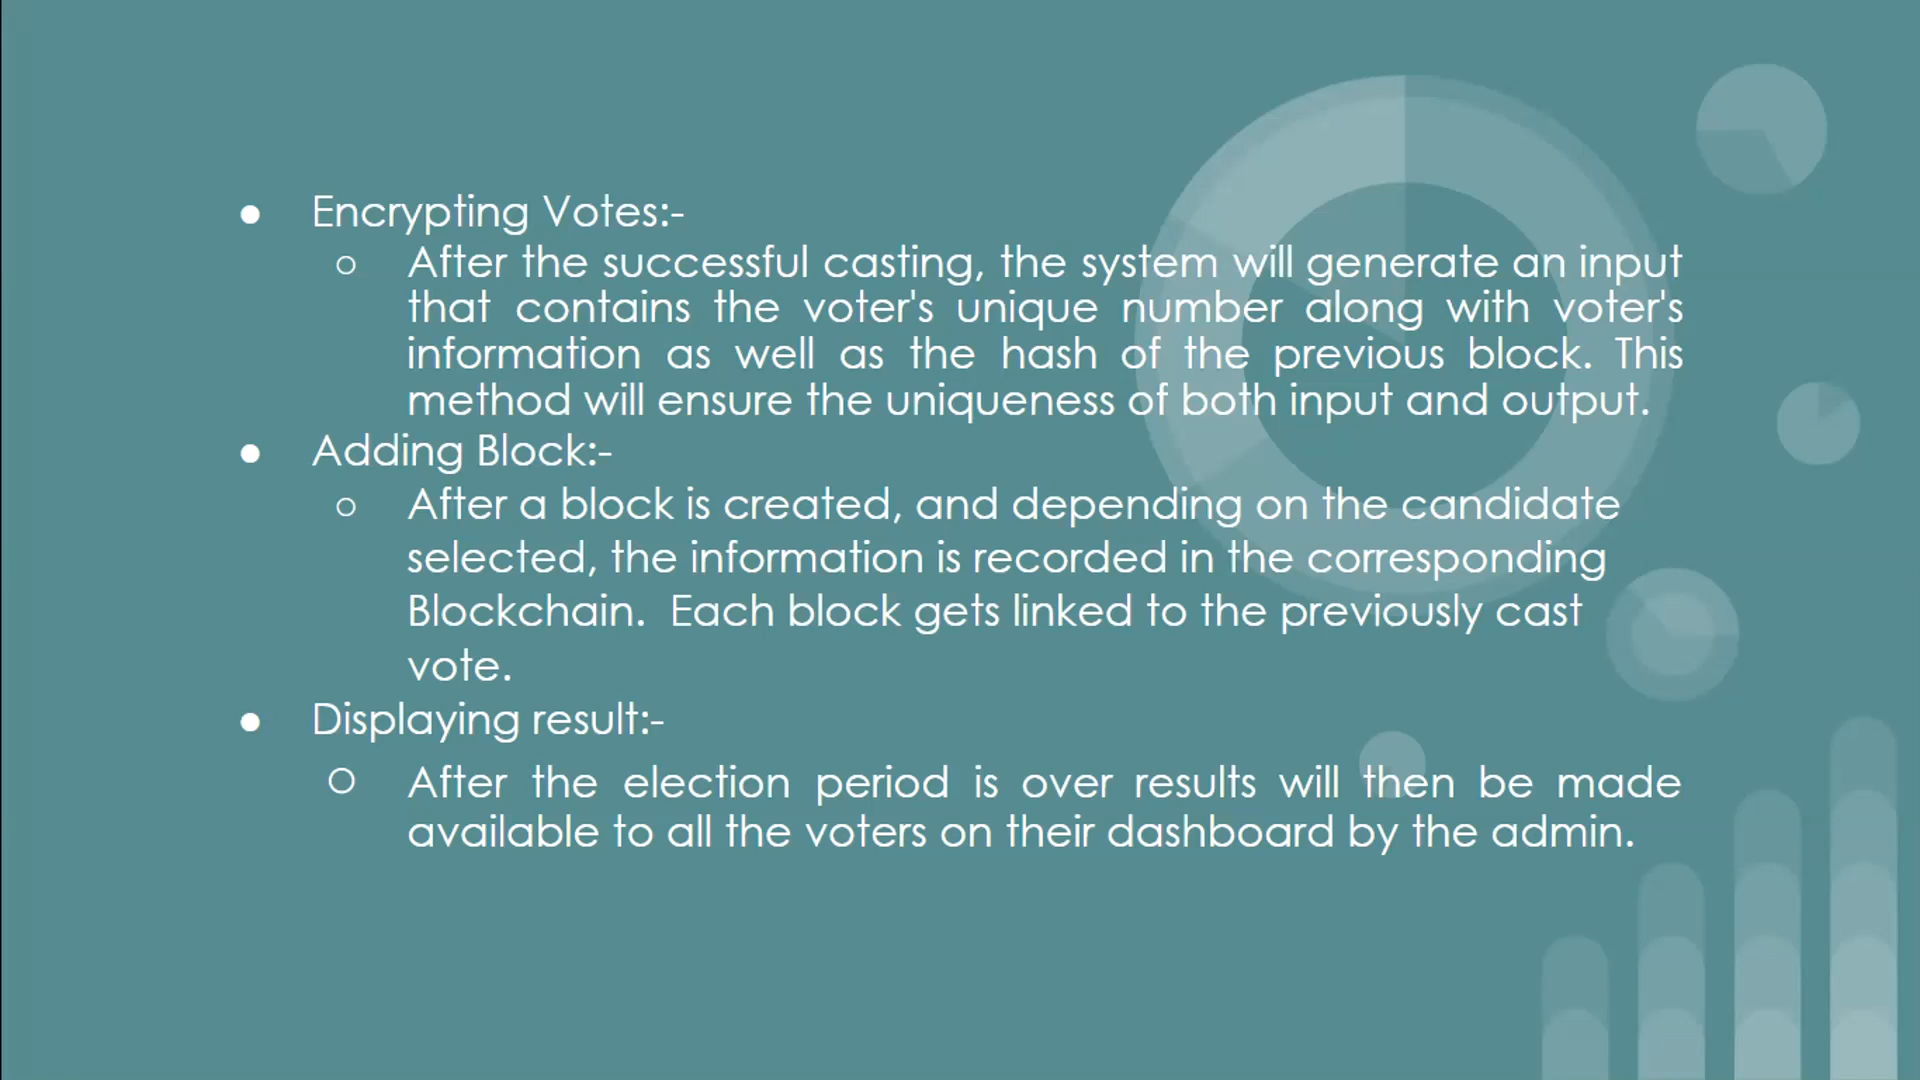 ● Encrypting Votes:-
○ After the successful casting, the system will generate an input
that contains the voter's unique number along with voter's
information as well as the hash of the previous block. This
method will ensure the uniqueness of both input and output.
● Adding Block:-
○ After a block is created, and depending on the candidate
selected, the information is recorded in the corresponding
Blockchain.  Each block gets linked to the previously cast
vote.
● Displaying result:-
○ After the election period is over results will then be made
available to all the voters on their dashboard by the admin.